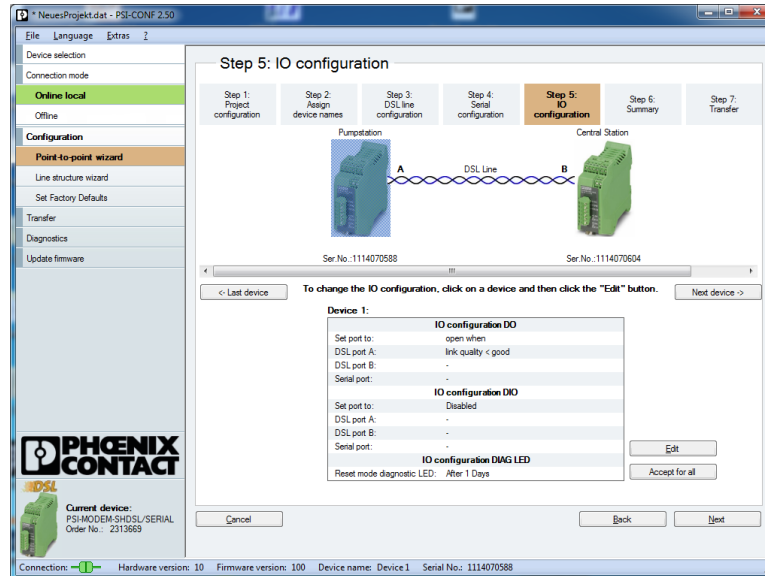 * NeuesProjekt.dat - PSI-CONF 2.50
File Language Extras ?
Device selection
Connection mode
Online local
Offline
Configuration
Point-to-point wizard
Line structure wizard
Set Factory Defaults
Transfer
Diagnostics
Update firmware
PHŒNIX
CONTACT
DSL
Current device:
PSI-MODEM-SHDSL/SERIAL
Order No.: 2313669
Step 5: IO configuration
Step 1:
Project
configuration
Step 2:
Assign
device names
Step 3:
DSL line
configuration
Step 4:
Serial
configuration
Step 5:
IO
configuration
Step 6:
Summary
Step 7:
Transfer
Pumpstation
Central Station
A DSL Line B
Ser.No.:1114070588
Ser.No.:1114070604
<- Last device
To change the IO configuration, click on a device and then click the "Edit" button.
Next device ->
Device 1:
IO configuration DO
Set port to: open when
DSL port A: link quality < good
DSL port B: -
Serial port: -
IO configuration DIO
Set port to: Disabled
DSL port A: -
DSL port B: -
Serial port: -
IO configuration DIAG LED
Reset mode diagnostic LED: After 1 Days
Edit
Accept for all
Cancel
Back
Next
Connection: Hardware version: 10 Firmware version: 100 Device name: Device 1 Serial No.: 1114070588